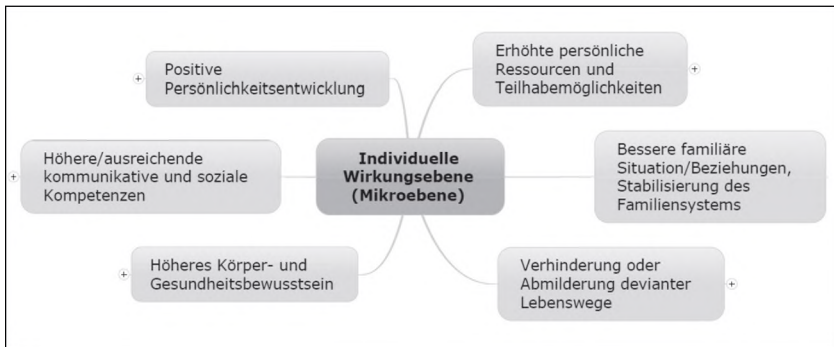 Positive
Persönlichkeitsentwicklung
Erhöhte persönliche
Ressourcen und
Teilhabemöglichkeiten
Höhere/ausreichende
kommunikative und soziale
Kompetenzen
Individuelle
Wirkungsebene
(Mikroebene)
Bessere familiäre
Situation/Beziehungen,
Stabilisierung des
Familiensystems
Höheres Körper- und
Gesundheitsbewusstsein
Verhinderung oder
Abmilderung devianter
Lebenswege